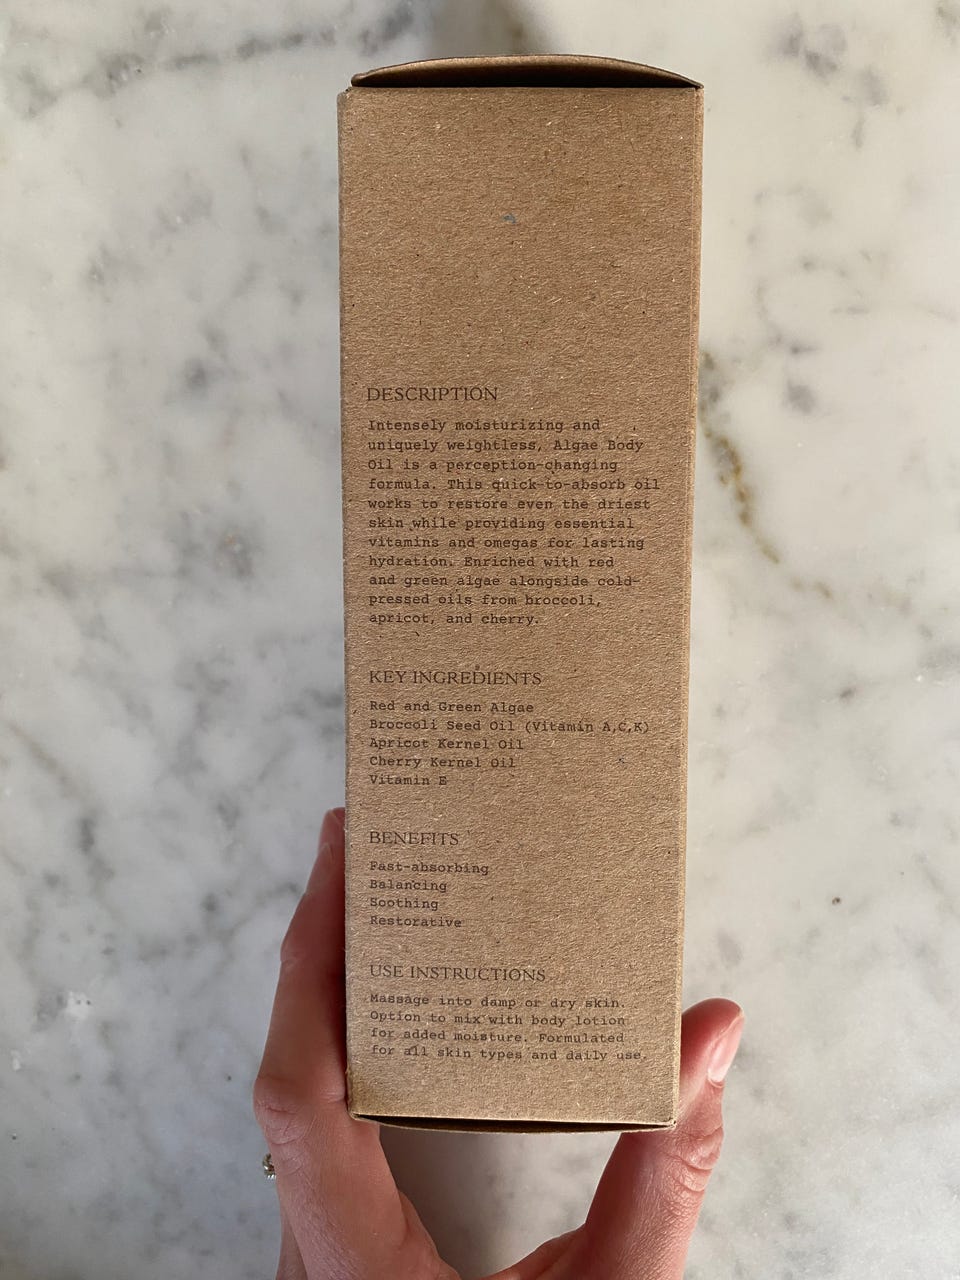 DESCRIPTION
Intensely moisturizing and
uniquely weightless, Algae Body
Oil is a perception-changing
formula. This quick-to-absorb oil
works to restore even the driest
skin while providing essential
vitamins and omegas for lasting
hydration. Enriched with red
and green algae alongside cold-
pressed oils from broccoli,
apricot, and cherry.
KEY INGREDIENTS
Red and Green Algae
Broccoli Seed Oil (Vitamin A,C,K)
Apricot Kernel Oil
Cherry Kernel Oil
Vitamin E
BENEFITS
Fast-absorbing
Balancing
Soothing
Restorative
USE INSTRUCTIONS
Massage into damp or dry skin.
Option to mix with body lotion
for added moisture. Formulated
for all skin types and daily use.